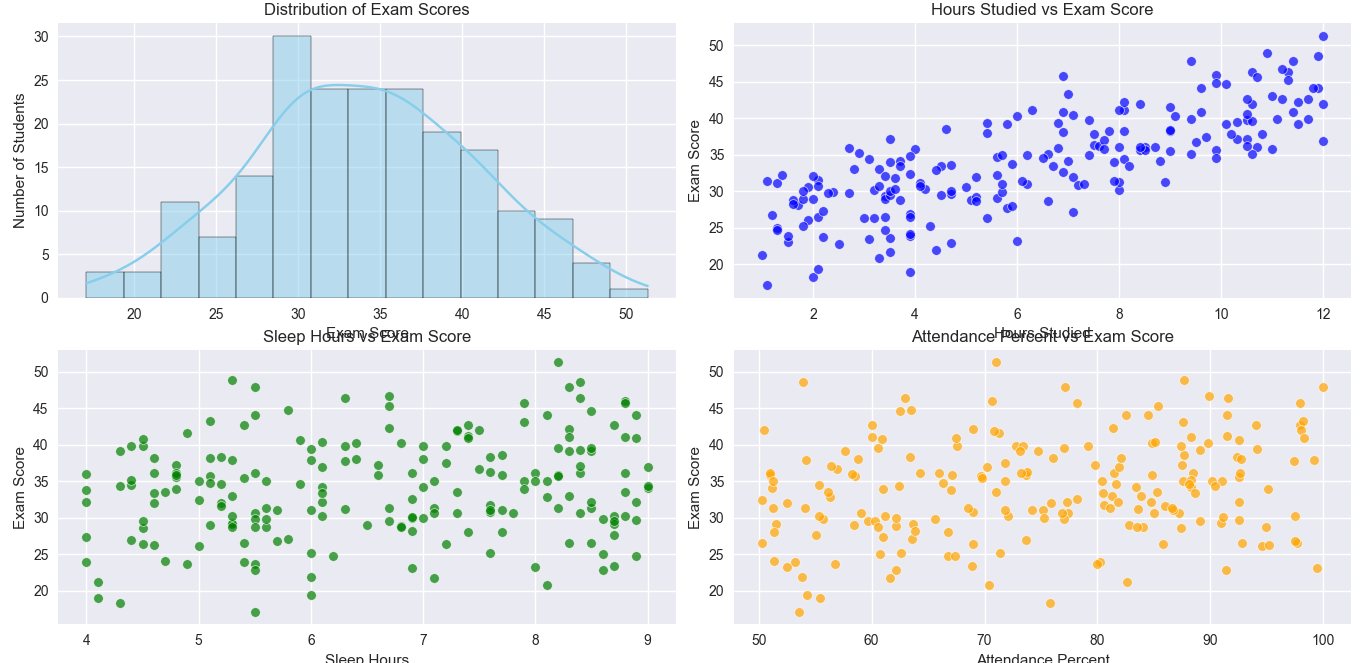 Distribution of Exam Scores
Number of Students
30
25
20
15
10
5
0
20 25 30 35 40 45 50
Exam Score
Hours Studied vs Exam Score
Exam Score
50
45
40
35
30
25
20
2 4 6 8 10 12
Hours Studied
Sleep Hours vs Exam Score
Exam Score
50
45
40
35
30
25
20
4 5 6 7 8 9
Sleep Hours
Attendance Percent vs Exam Score
Exam Score
50
45
40
35
30
25
20
50 60 70 80 90 100
Attendance Percent